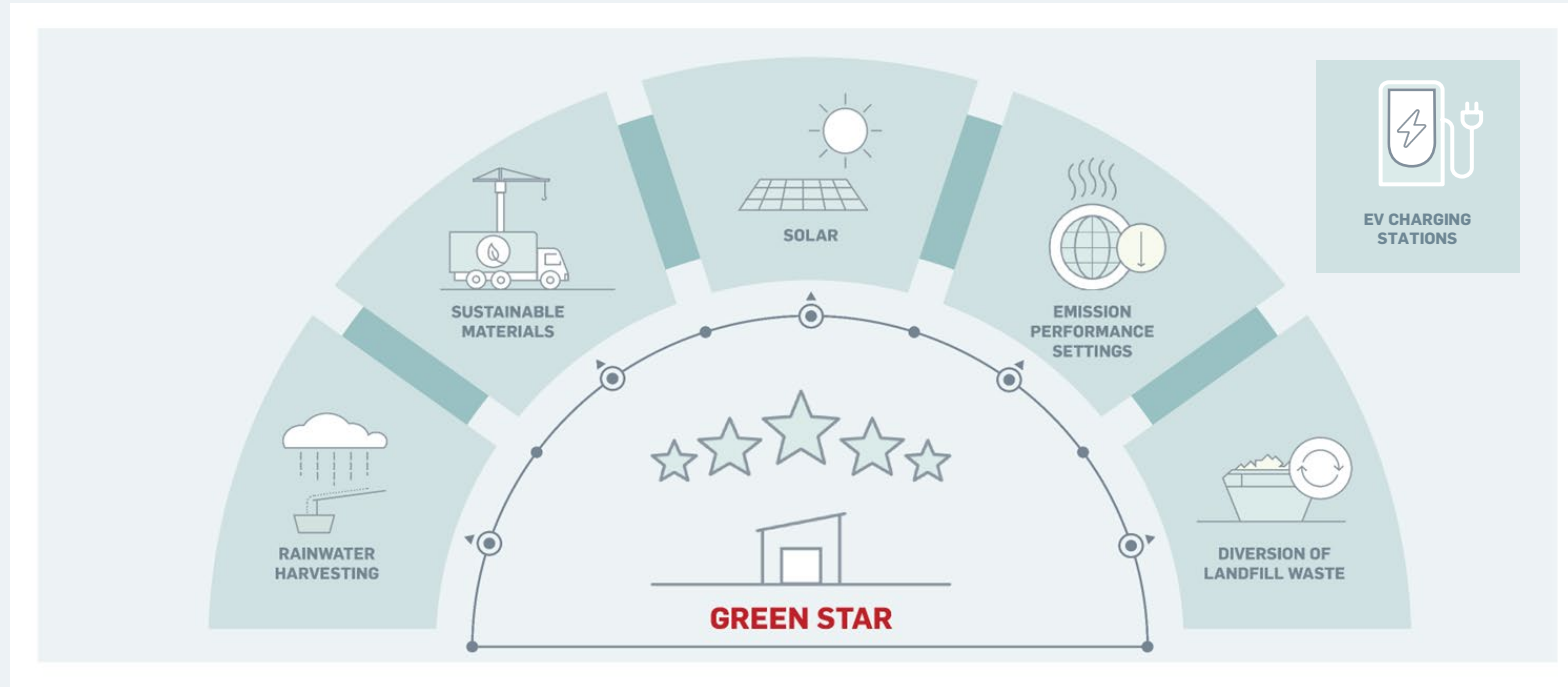 SOLAR
EV CHARGING
STATIONS
SUSTAINABLE
MATERIALS
EMISSION
PERFORMANCE
SETTINGS
RAINWATER
HARVESTING
DIVERSION OF
LANDFILL WASTE
GREEN STAR